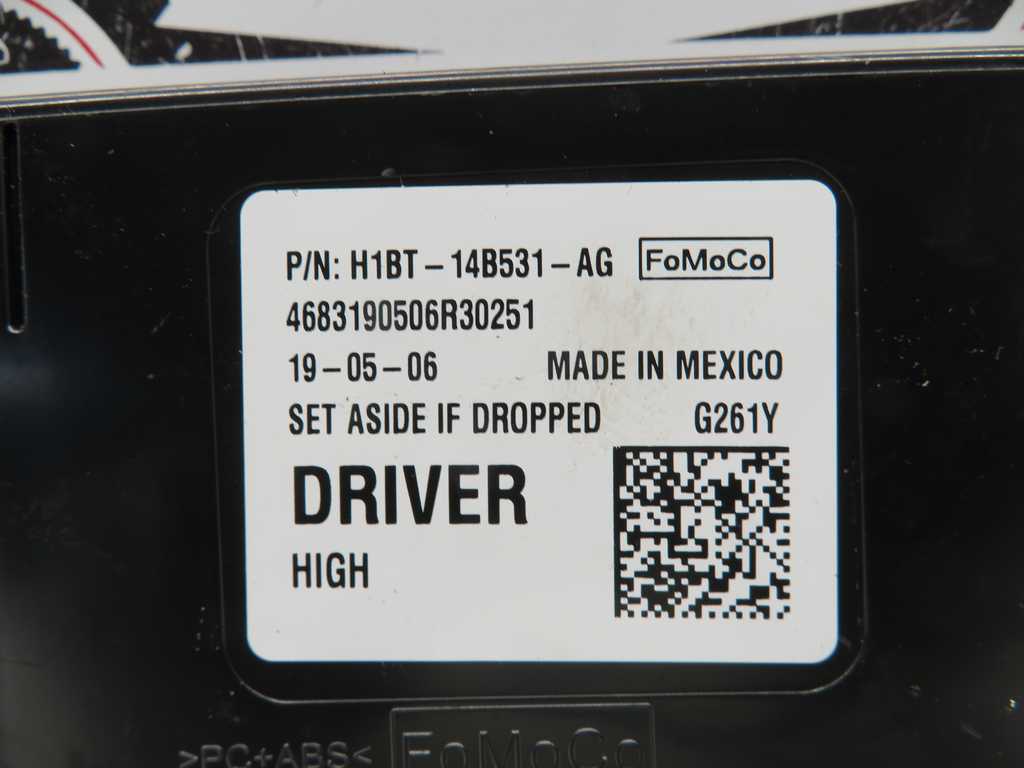 P/N: H1BT-14B531-AG FoMoCo
4683190506R30251
19-05-06 MADE IN MEXICO
SET ASIDE IF DROPPED G261Y
DRIVER
HIGH
>PC+ABS< FoMoCo